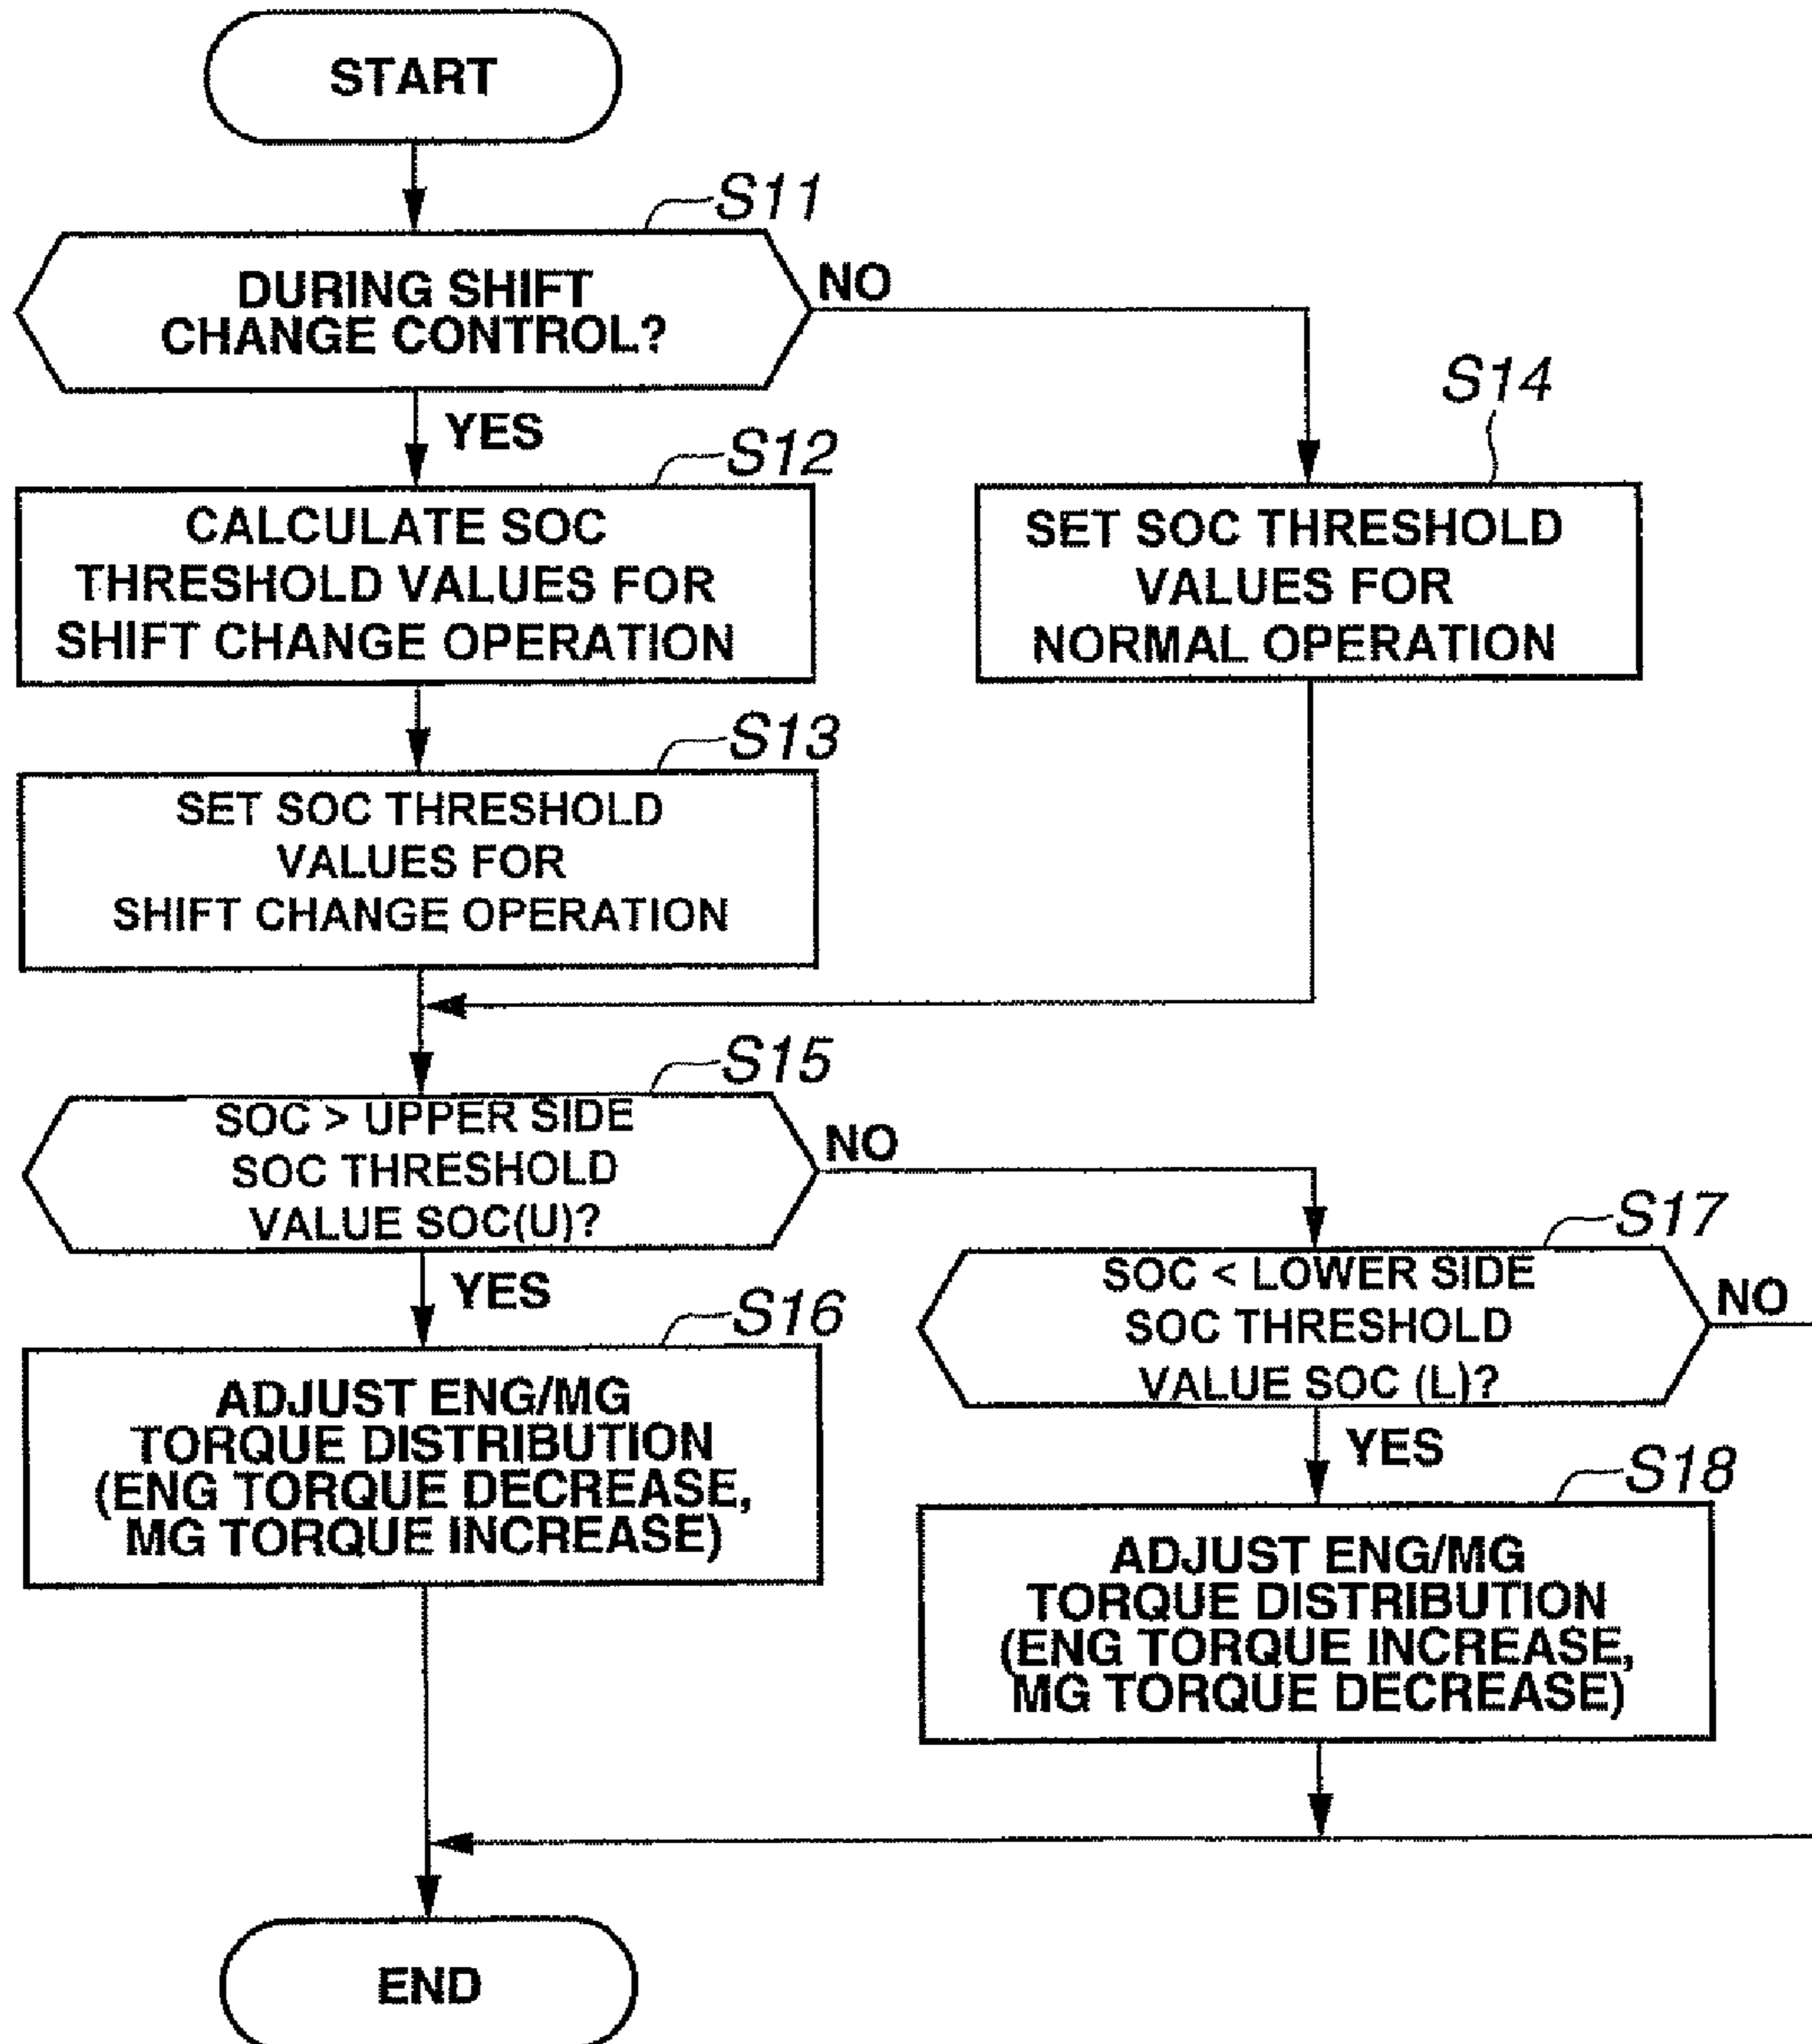 START
S11
DURING SHIFT
CHANGE CONTROL?
NO
YES
S12
CALCULATE SOC
THRESHOLD VALUES FOR
SHIFT CHANGE OPERATION
S14
SET SOC THRESHOLD
VALUES FOR
NORMAL OPERATION
S13
SET SOC THRESHOLD
VALUES FOR
SHIFT CHANGE OPERATION
S15
SOC > UPPER SIDE
SOC THRESHOLD
VALUE SOC(U)?
NO
YES
S17
SOC < LOWER SIDE
SOC THRESHOLD
VALUE SOC (L)?
NO
YES
S16
ADJUST ENG/MG
TORQUE DISTRIBUTION
(ENG TORQUE DECREASE,
MG TORQUE INCREASE)
S18
ADJUST ENG/MG
TORQUE DISTRIBUTION
(ENG TORQUE INCREASE,
MG TORQUE DECREASE)
END